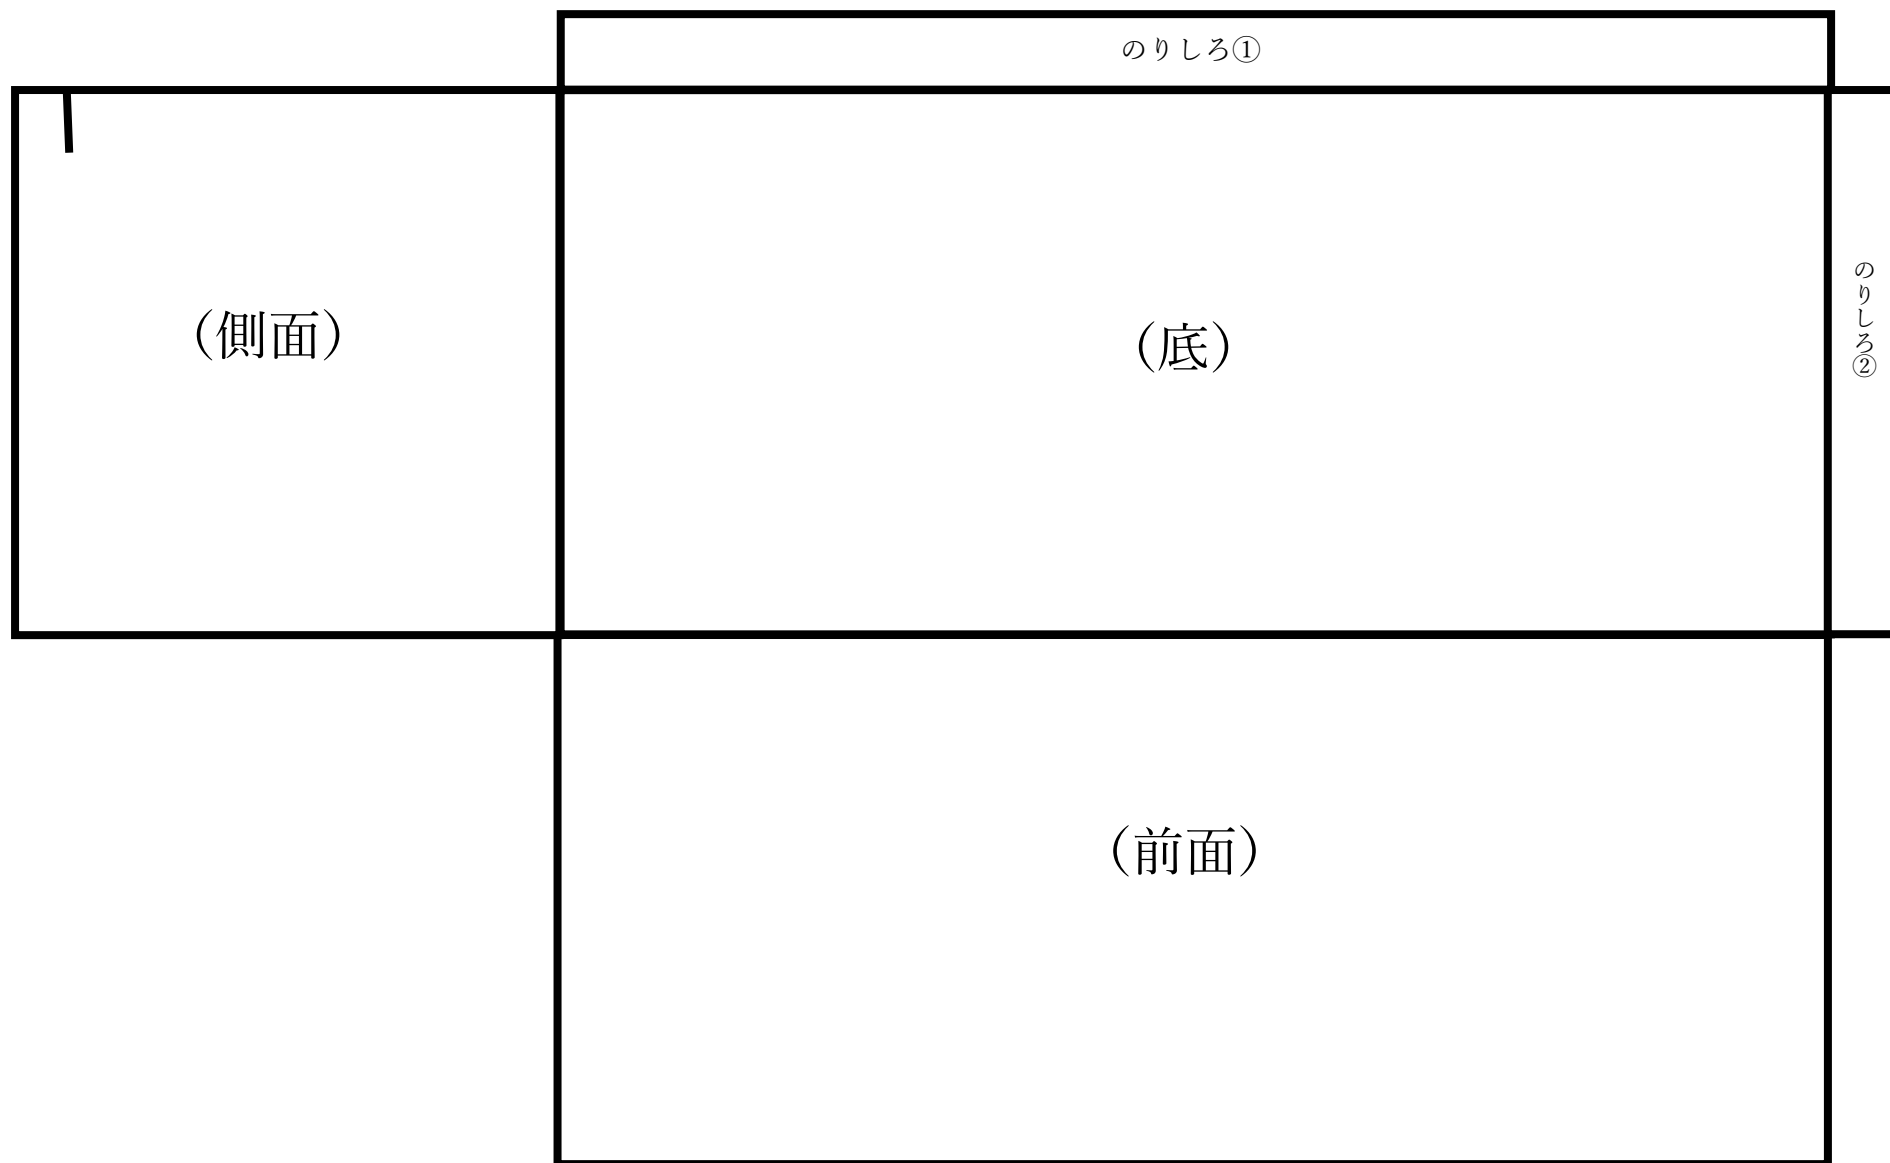 のりしろ①
（側面）
（底）
のりしろ②
（前面）